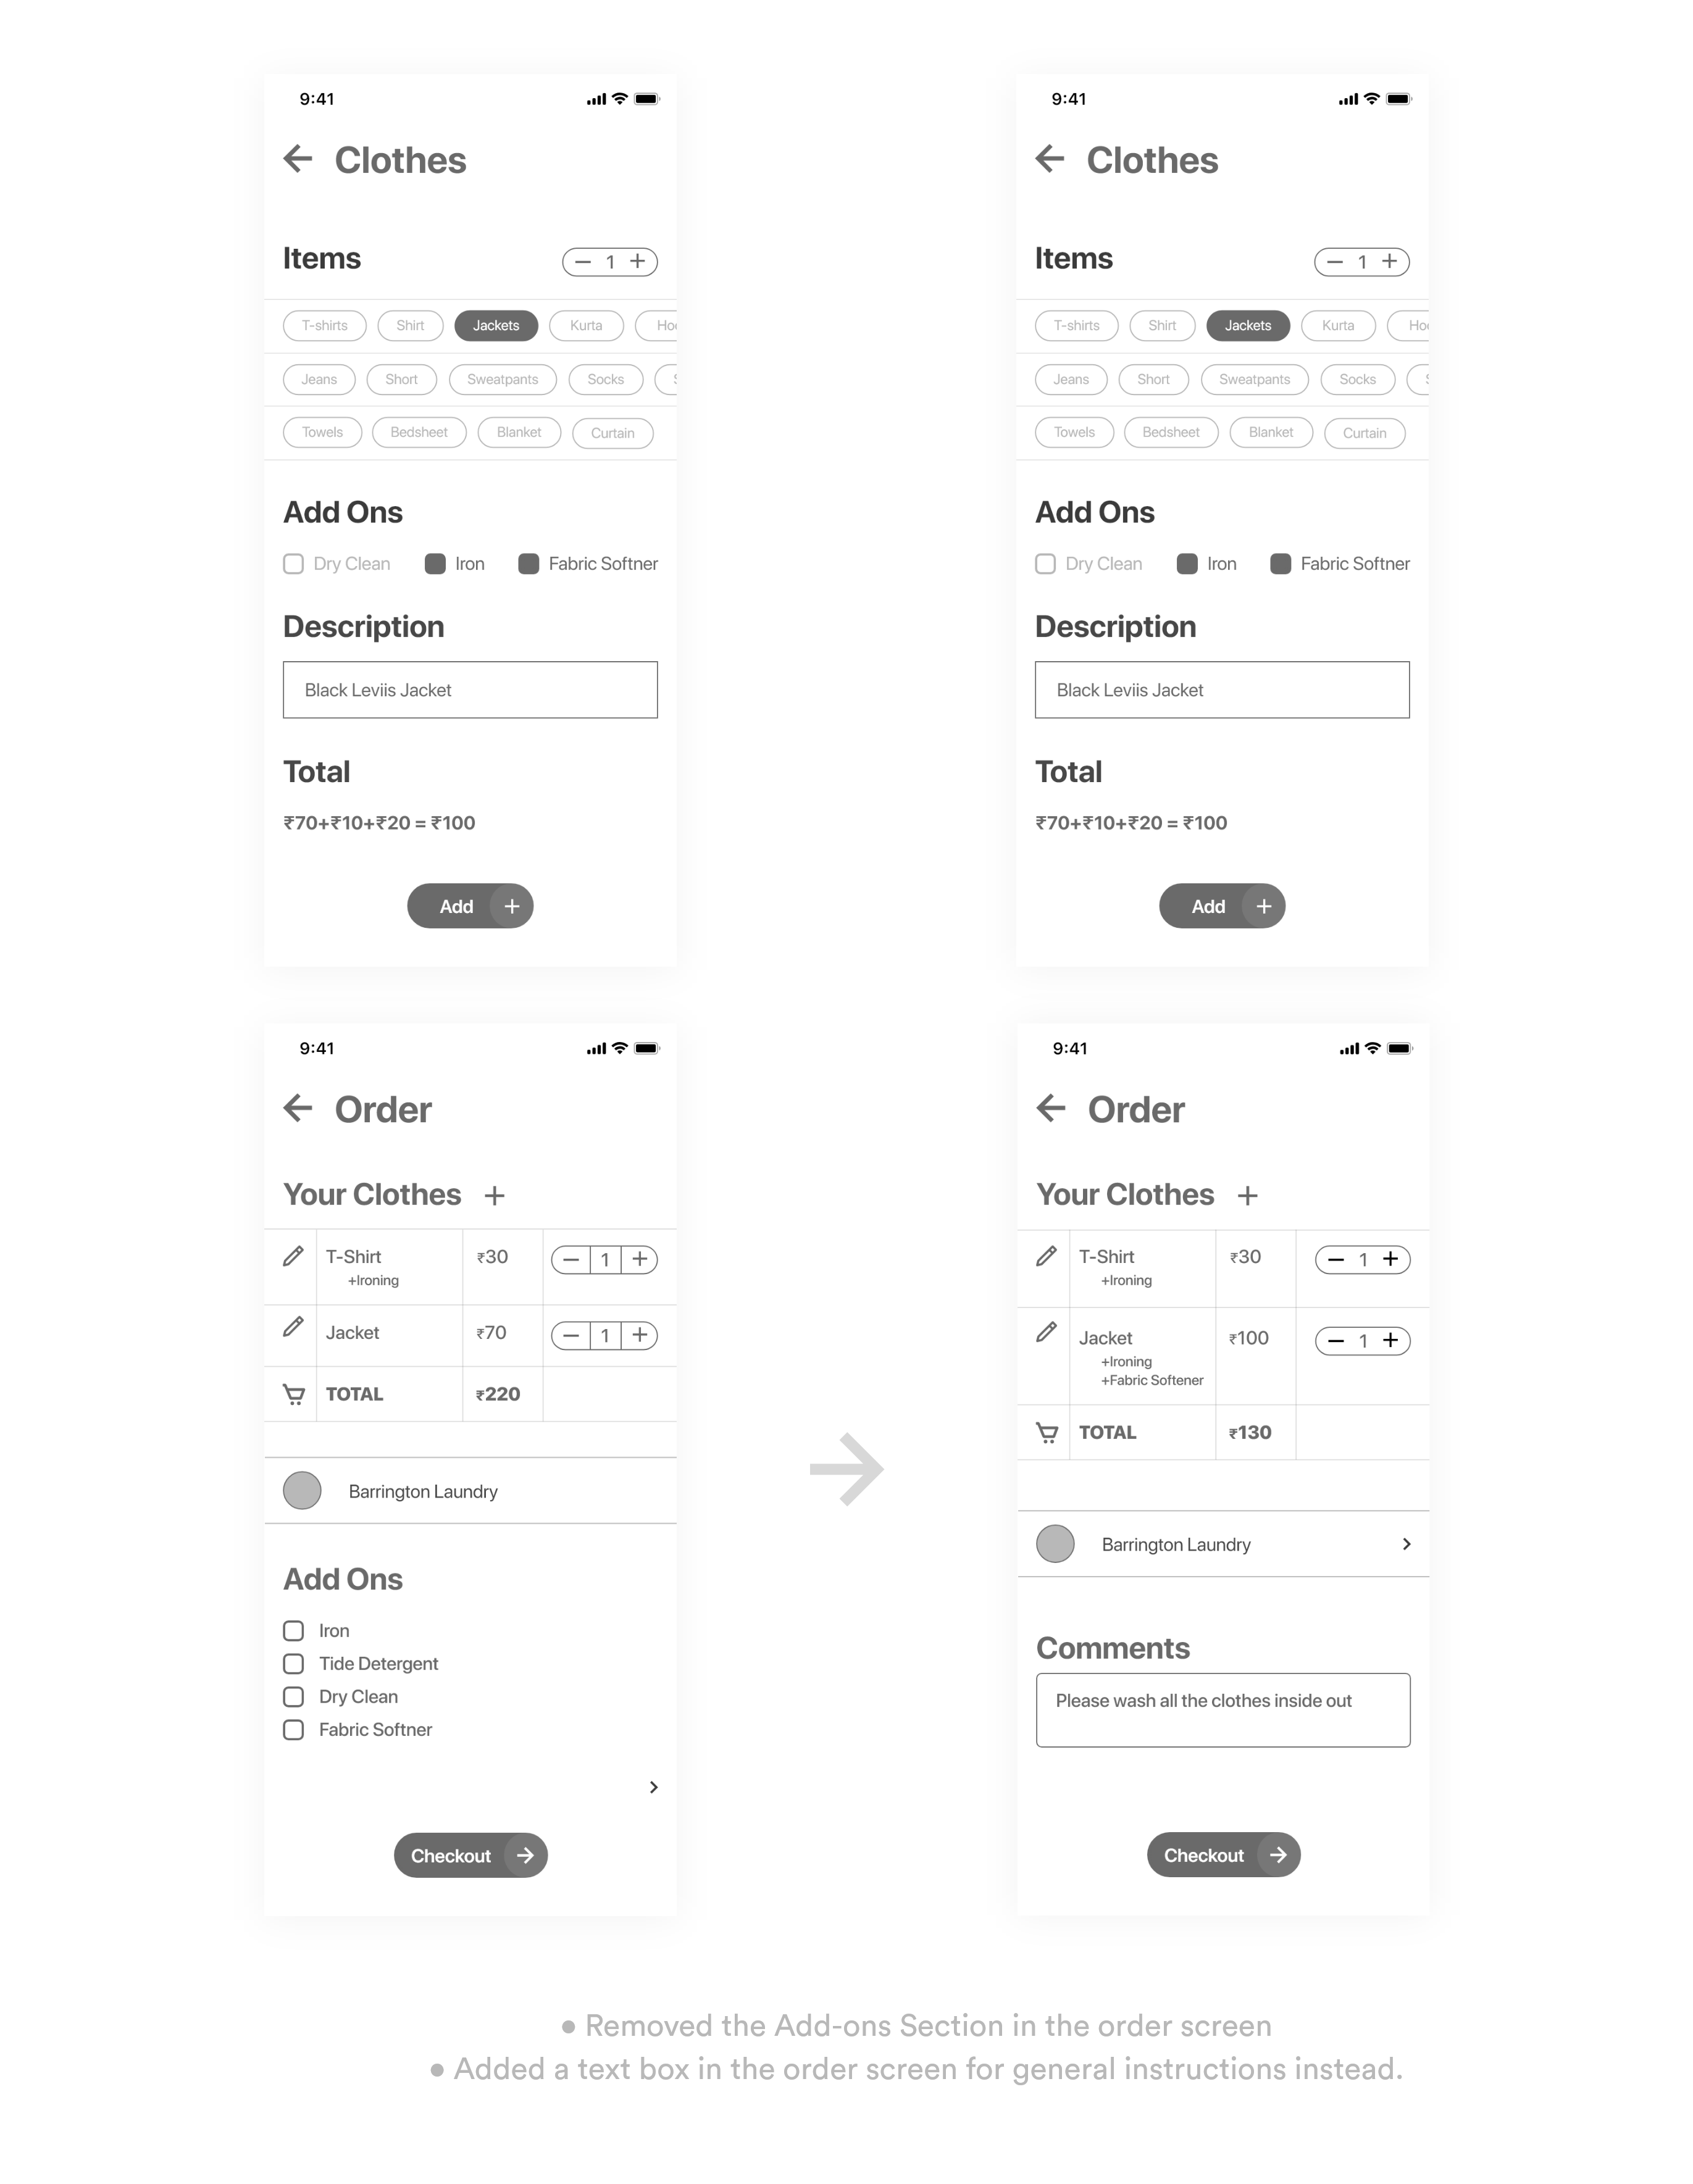 9:41
Clothes
Items
1
T-shirts Shirt Jackets Kurta
Jeans Short Sweatpants Socks
Towels Bedsheet Blanket Curtain
Add Ons
Dry Clean Iron Fabric Softner
Description
Black Leviis Jacket
Total
₹70+₹10+₹20 = ₹100
Add +
9:41
Clothes
Items
1
T-shirts Shirt Jackets Kurta
Jeans Short Sweatpants Socks
Towels Bedsheet Blanket Curtain
Add Ons
Dry Clean Iron Fabric Softner
Description
Black Leviis Jacket
Total
₹70+₹10+₹20 = ₹100
Add +
9:41
Order
Your Clothes +
T-Shirt ₹30 1
+Ironing
Jacket ₹70 1
TOTAL ₹220
Barrington Laundry
Add Ons
Iron
Tide Detergent
Dry Clean
Fabric Softner
Checkout
9:41
Order
Your Clothes +
T-Shirt ₹30 1
+Ironing
Jacket ₹100 1
+Ironing
+Fabric Softener
TOTAL ₹130
Barrington Laundry
Comments
Please wash all the clothes inside out
Checkout
• Removed the Add-ons Section in the order screen
• Added a text box in the order screen for general instructions instead.